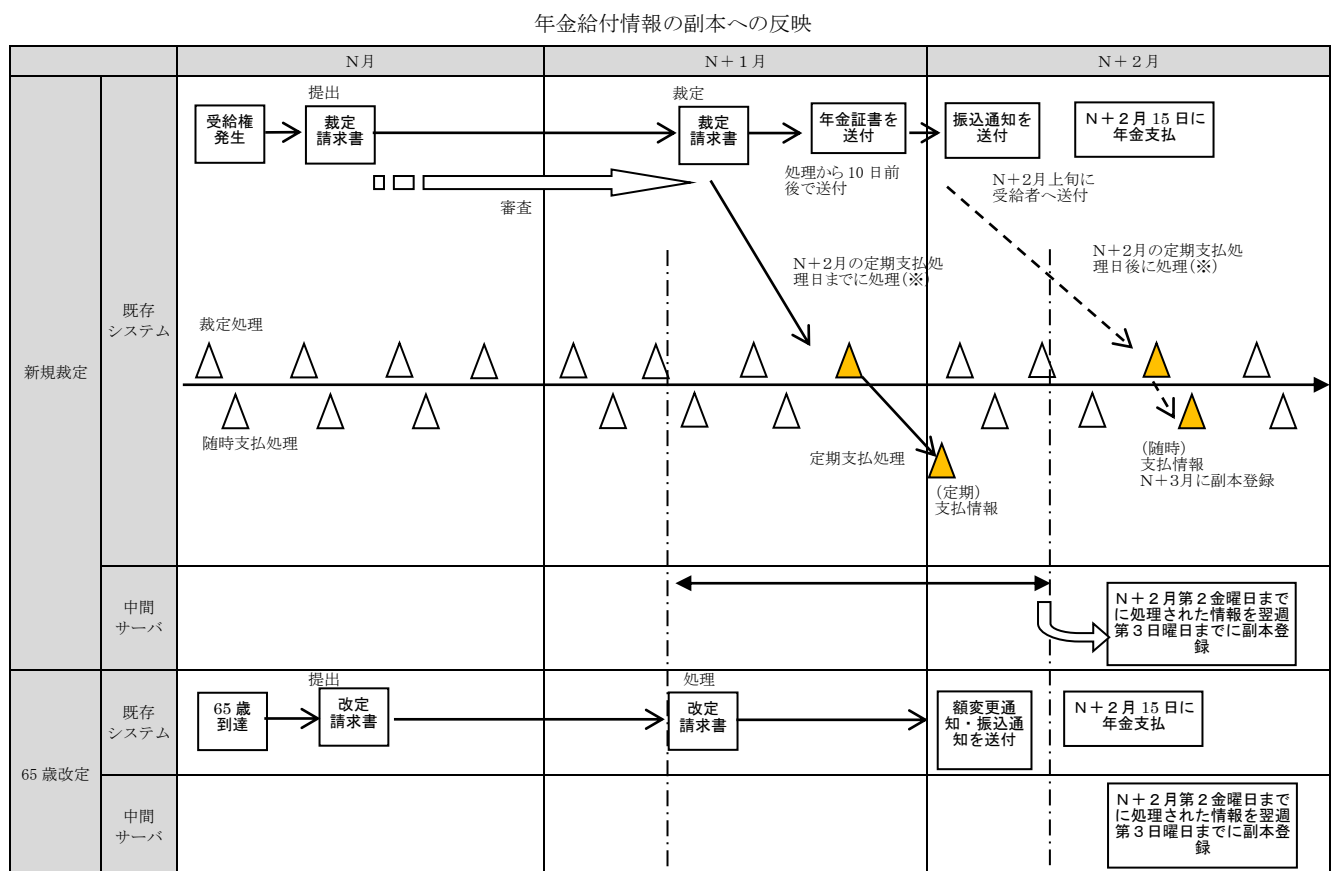 年金給付情報の副本への反映
N月
N+1月
N+2月
新規裁定
既存
システム
提出
裁定
受給権
発生
裁定
請求書
裁定
請求書
年金証書を
送付
振込通知を
送付
N+2月15日に
年金支払
処理から10日前
後で送付
N+2月上旬に
受給者へ送付
審査
N+2月の定期支払処
理日までに処理(※)
N+2月の定期支払処
理日後に処理(※)
裁定処理
随時支払処理
定期支払処理
(定期)
支払情報
(随時)
支払情報
N+3月に副本登録
中間
サーバ
N+2月第2金曜日まで
に処理された情報を翌週
第3日曜日までに副本登
録
65歳改定
既存
システム
提出
処理
65歳
到達
改定
請求書
改定
請求書
額変更通
知・振込通
知を送付
N+2月15日に
年金支払
中間
サーバ
N+2月第2金曜日まで
に処理された情報を翌週
第3日曜日までに副本登
録